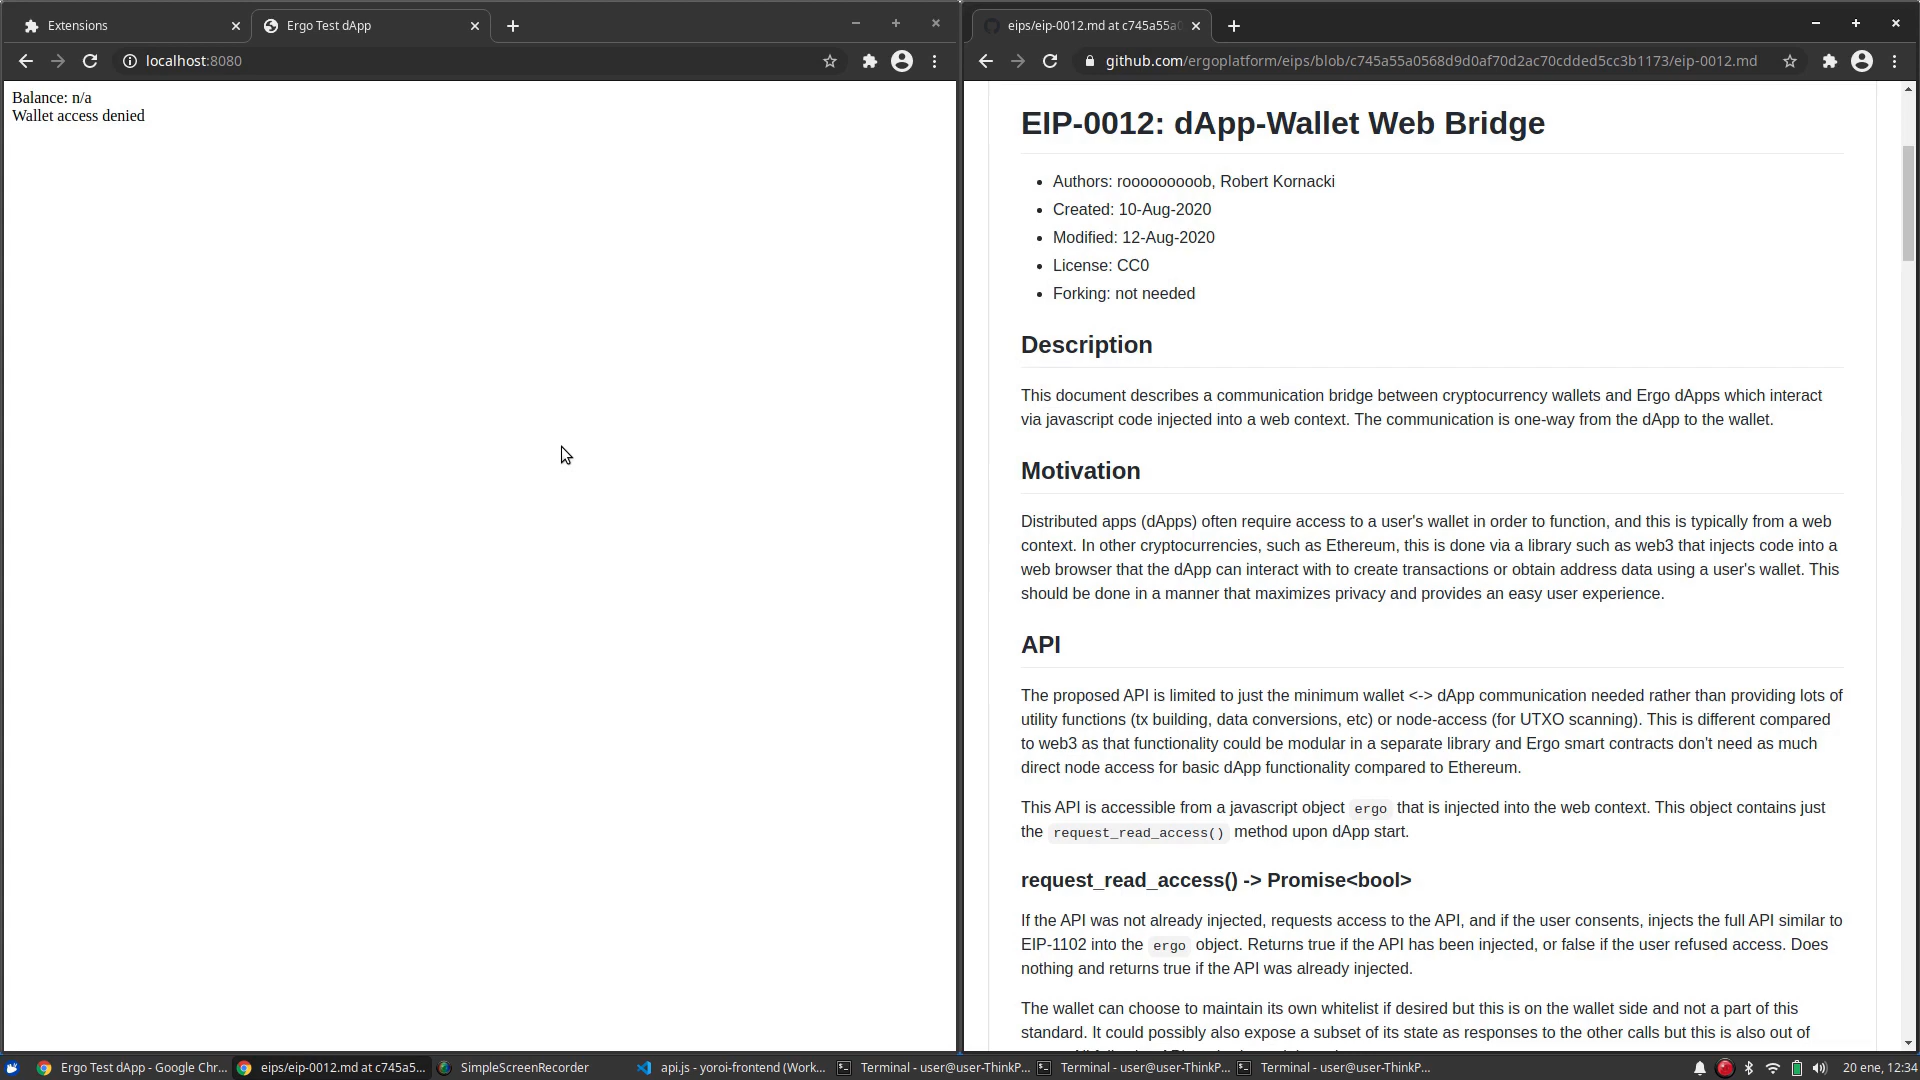 Extensions
Ergo Test dApp
localhost:8080
Balance: n/a
Wallet access denied
eips/eip-0012.md at c745a55a0
github.com/ergoplatform/eips/blob/c745a55a0568d9d0af70d2ac70cdded5cc3b1173/eip-0012.md
EIP-0012: dApp-Wallet Web Bridge
• Authors: rooooooooob, Robert Kornacki
• Created: 10-Aug-2020
• Modified: 12-Aug-2020
• License: CC0
• Forking: not needed
Description
This document describes a communication bridge between cryptocurrency wallets and Ergo dApps which interact
via javascript code injected into a web context. The communication is one-way from the dApp to the wallet.
Motivation
Distributed apps (dApps) often require access to a user's wallet in order to function, and this is typically from a web
context. In other cryptocurrencies, such as Ethereum, this is done via a library such as web3 that injects code into a
web browser that the dApp can interact with to create transactions or obtain address data using a user's wallet. This
should be done in a manner that maximizes privacy and provides an easy user experience.
API
The proposed API is limited to just the minimum wallet <-> dApp communication needed rather than providing lots of
utility functions (tx building, data conversions, etc) or node-access (for UTXO scanning). This is different compared
to web3 as that functionality could be modular in a separate library and Ergo smart contracts don't need as much
direct node access for basic dApp functionality compared to Ethereum.
This API is accessible from a javascript object ergo that is injected into the web context. This object contains just
the request_read_access() method upon dApp start.
request_read_access() -> Promise<bool>
If the API was not already injected, requests access to the API, and if the user consents, injects the full API similar to
EIP-1102 into the ergo object. Returns true if the API has been injected, or false if the user refused access. Does
nothing and returns true if the API was already injected.
The wallet can choose to maintain its own whitelist if desired but this is on the wallet side and not a part of this
standard. It could possibly also expose a subset of its state as responses to the other calls but this is also out of
Ergo Test dApp - Google Chr...
eips/eip-0012.md at c745a5...
SimpleScreenRecorder
api.js - yoroi-frontend (Work...
Terminal - user@user-ThinkP...
Terminal - user@user-ThinkP...
Terminal - user@user-ThinkP...
20 ene, 12:34